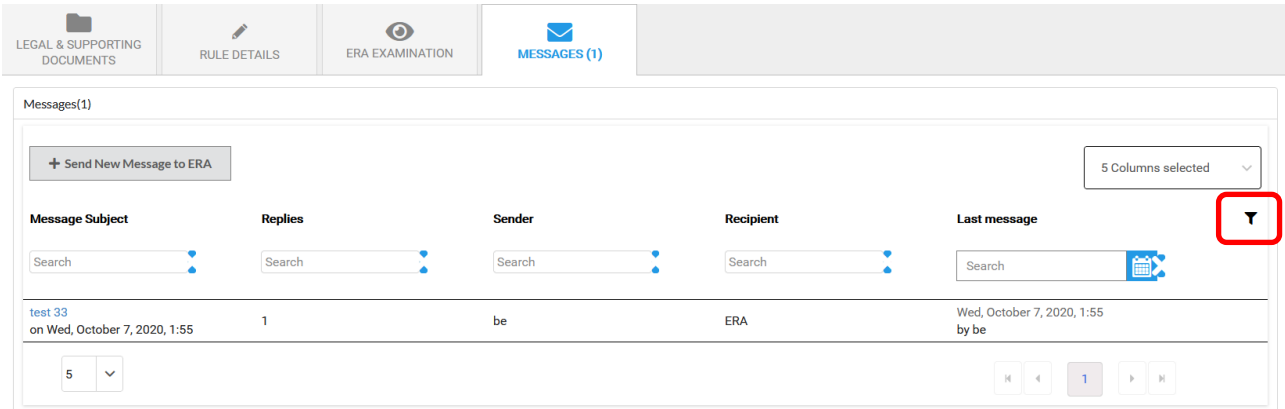 LEGAL & SUPPORTING
DOCUMENTS
RULE DETAILS
ERA EXAMINATION
MESSAGES (1)
Messages(1)
+ Send New Message to ERA
5 Columns selected
Message Subject Replies Sender Recipient Last message
Search Search Search Search Search
test 33
on Wed, October 7, 2020, 1:55
1 be ERA
Wed, October 7, 2020, 1:55
by be
5
1